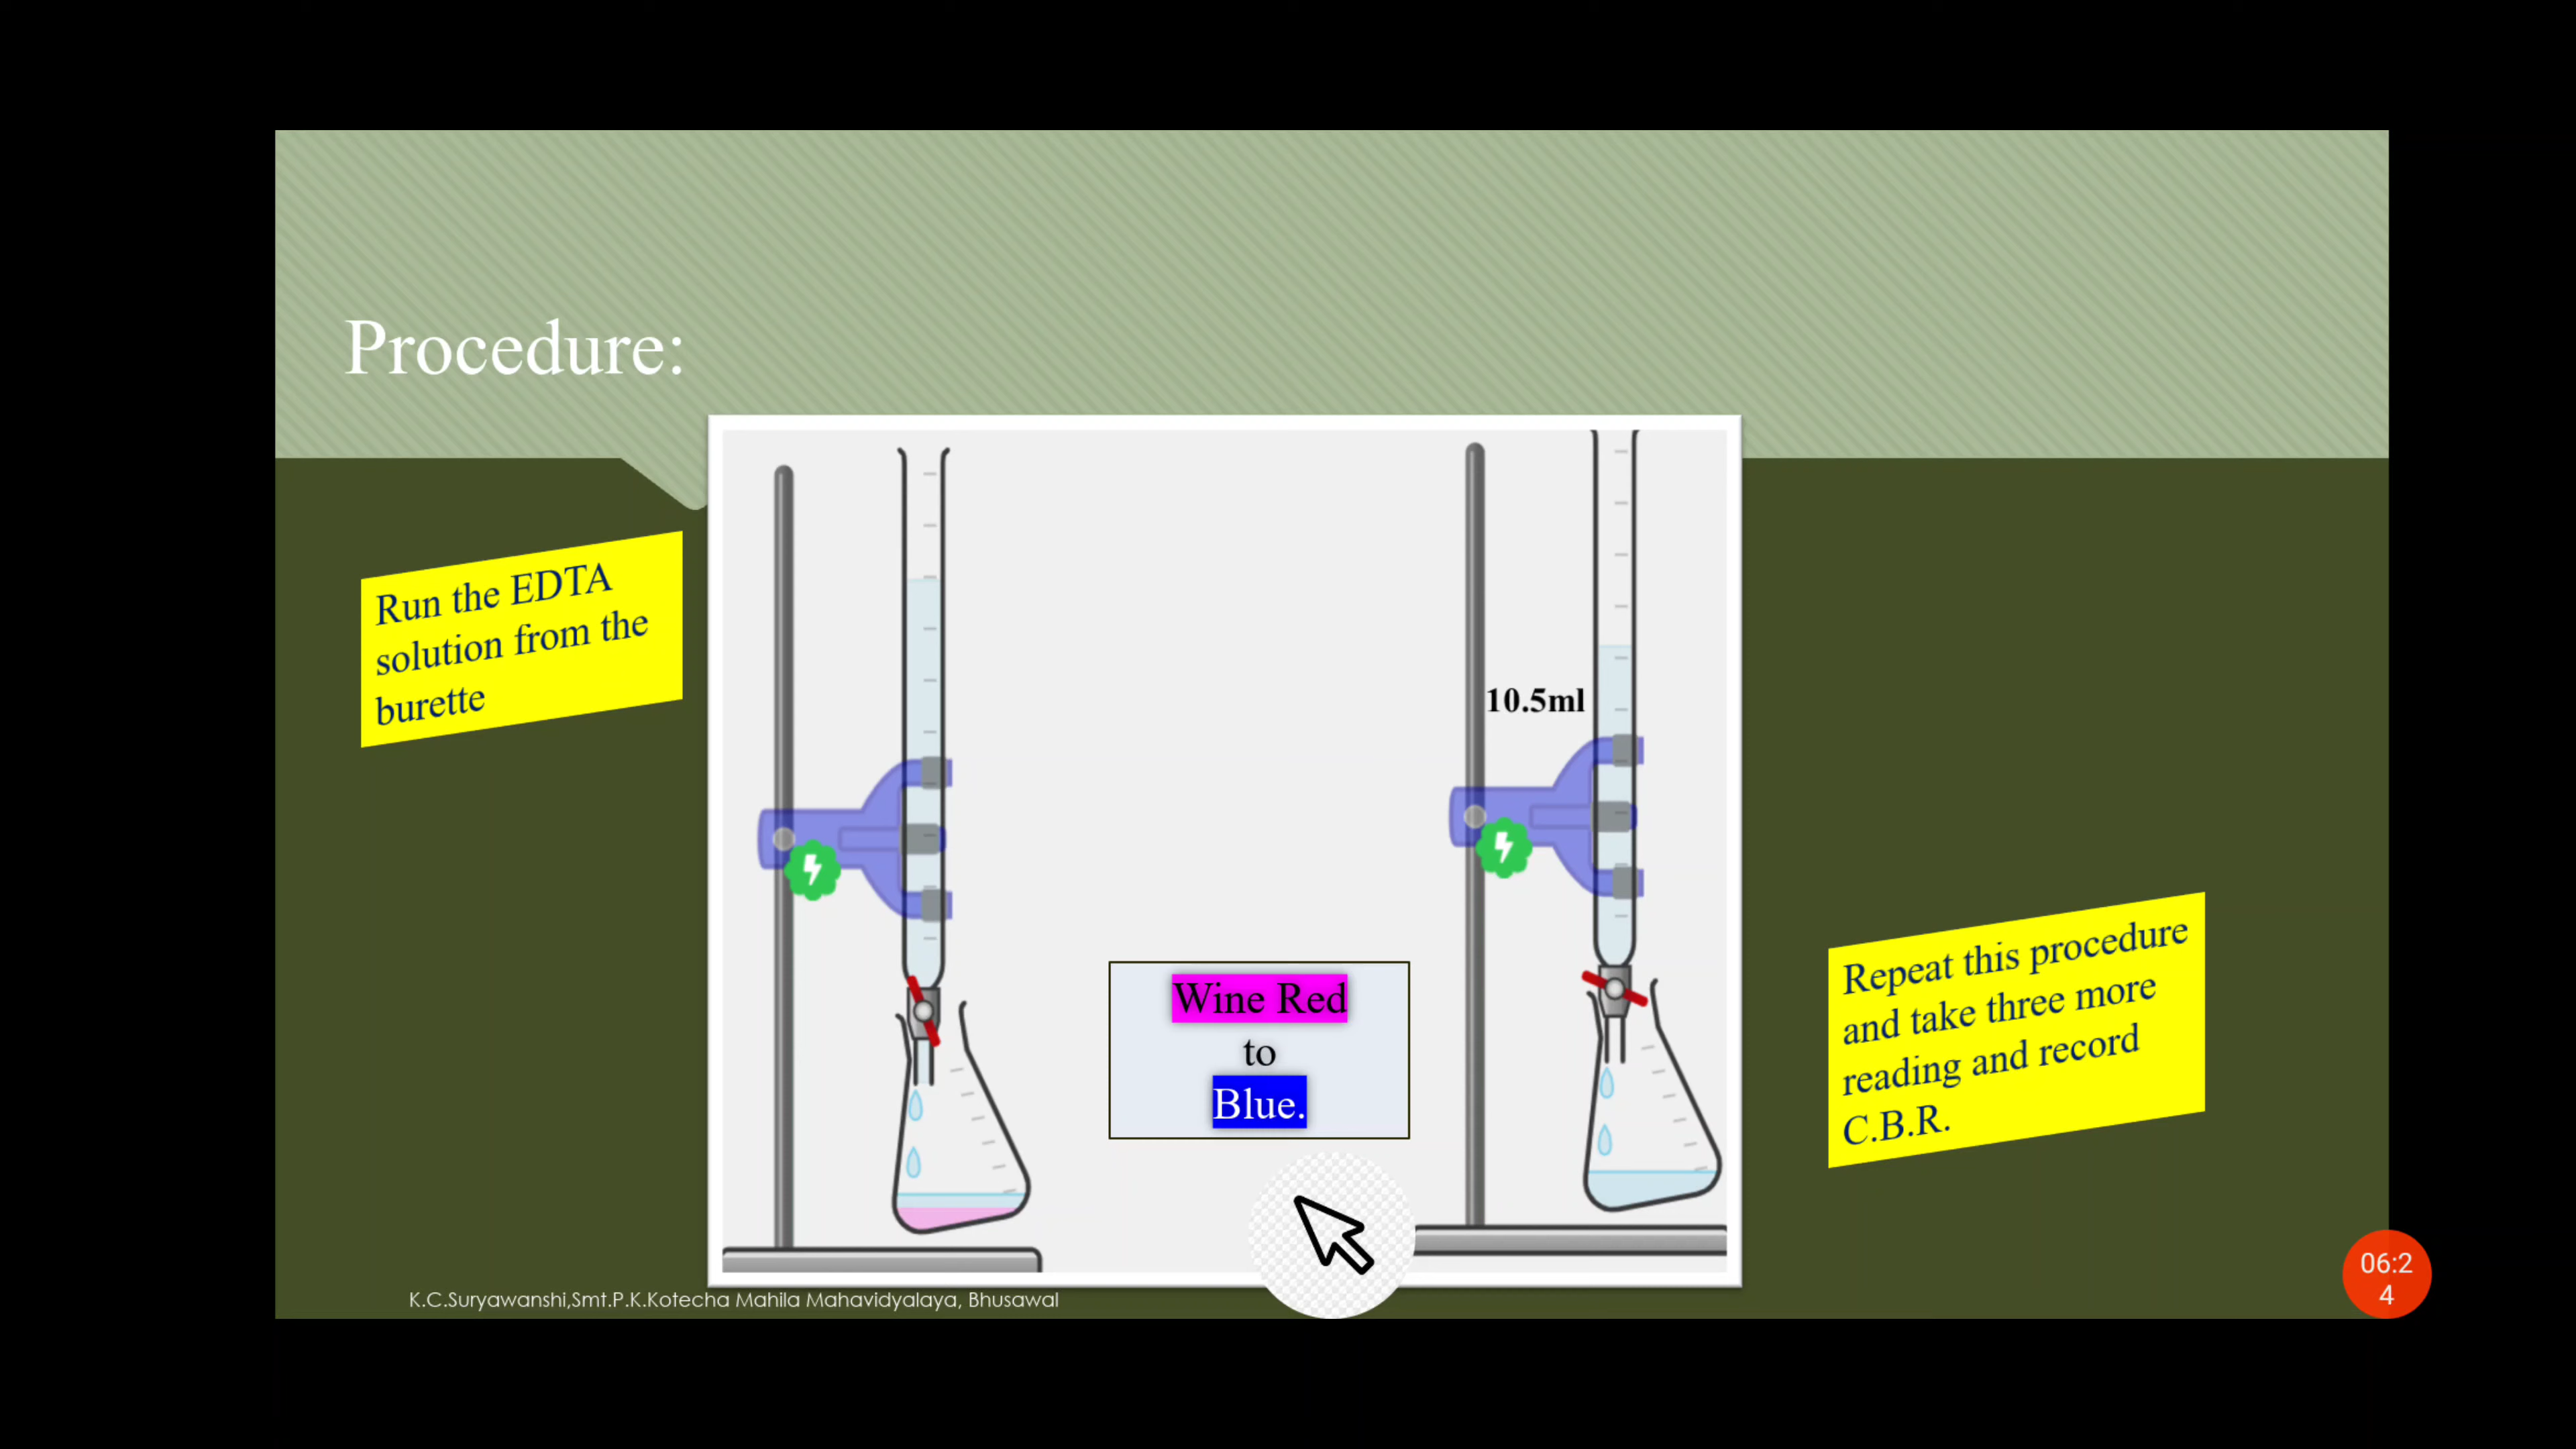 Procedure:
Run the EDTA
solution from the
burette
10.5ml
Wine Red
to
Blue.
Repeat this procedure
and take three more
reading and record
C.B.R.
K.C.Suryawanshi,Smt.P.K.Kotecha Mahila Mahavidyalaya, Bhusawal
06:2
4